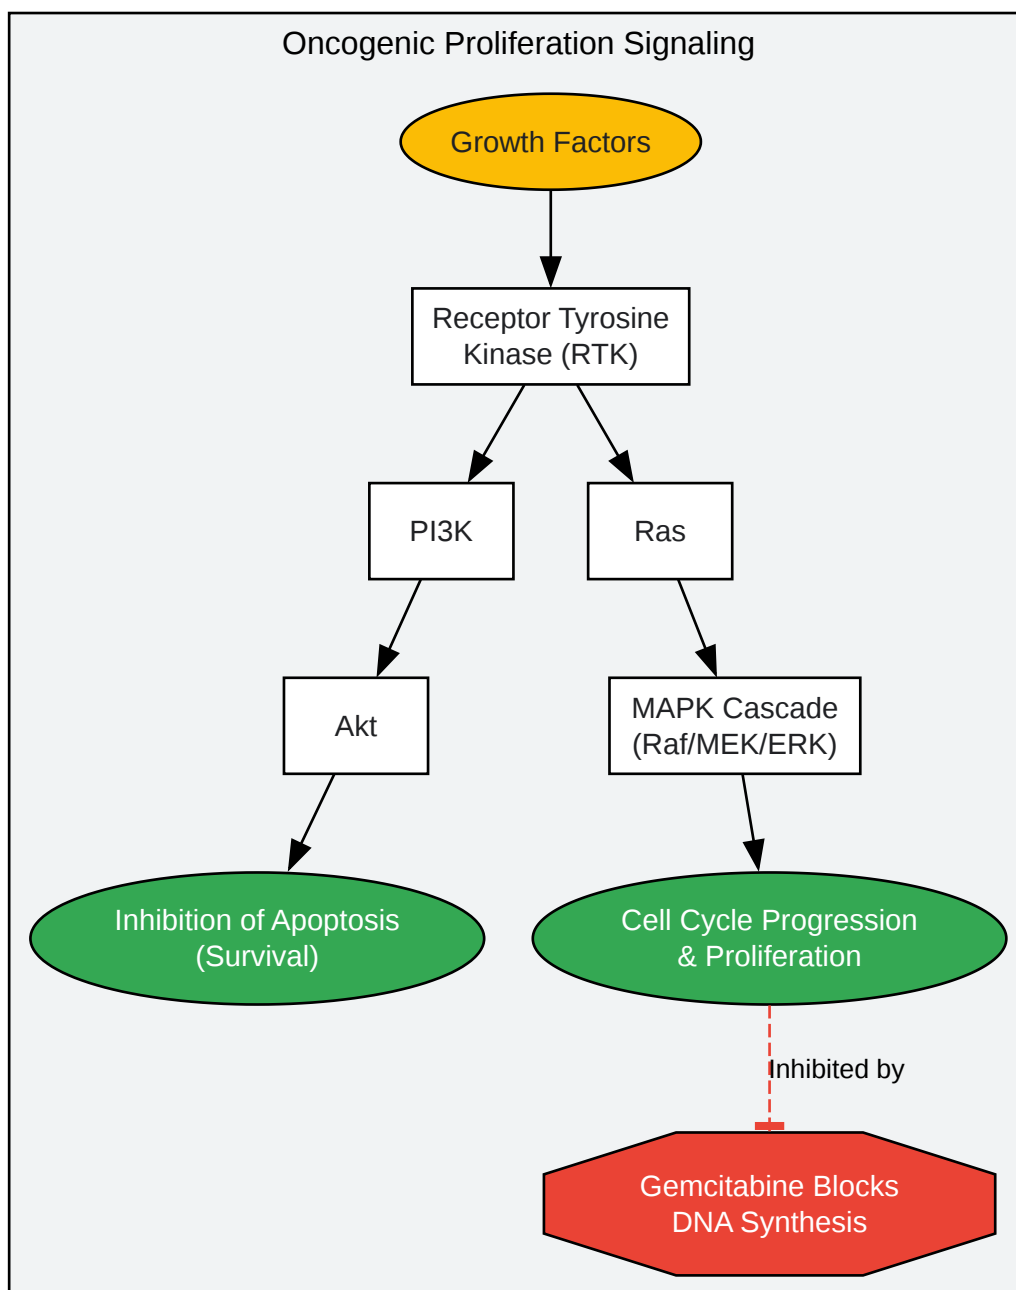 Oncogenic Proliferation Signaling
Growth Factors
Receptor Tyrosine
Kinase (RTK)
PI3K
Ras
Akt
MAPK Cascade
(Raf/MEK/ERK)
Inhibition of Apoptosis
(Survival)
Cell Cycle Progression
& Proliferation
Inhibited by
Gemcitabine Blocks
DNA Synthesis